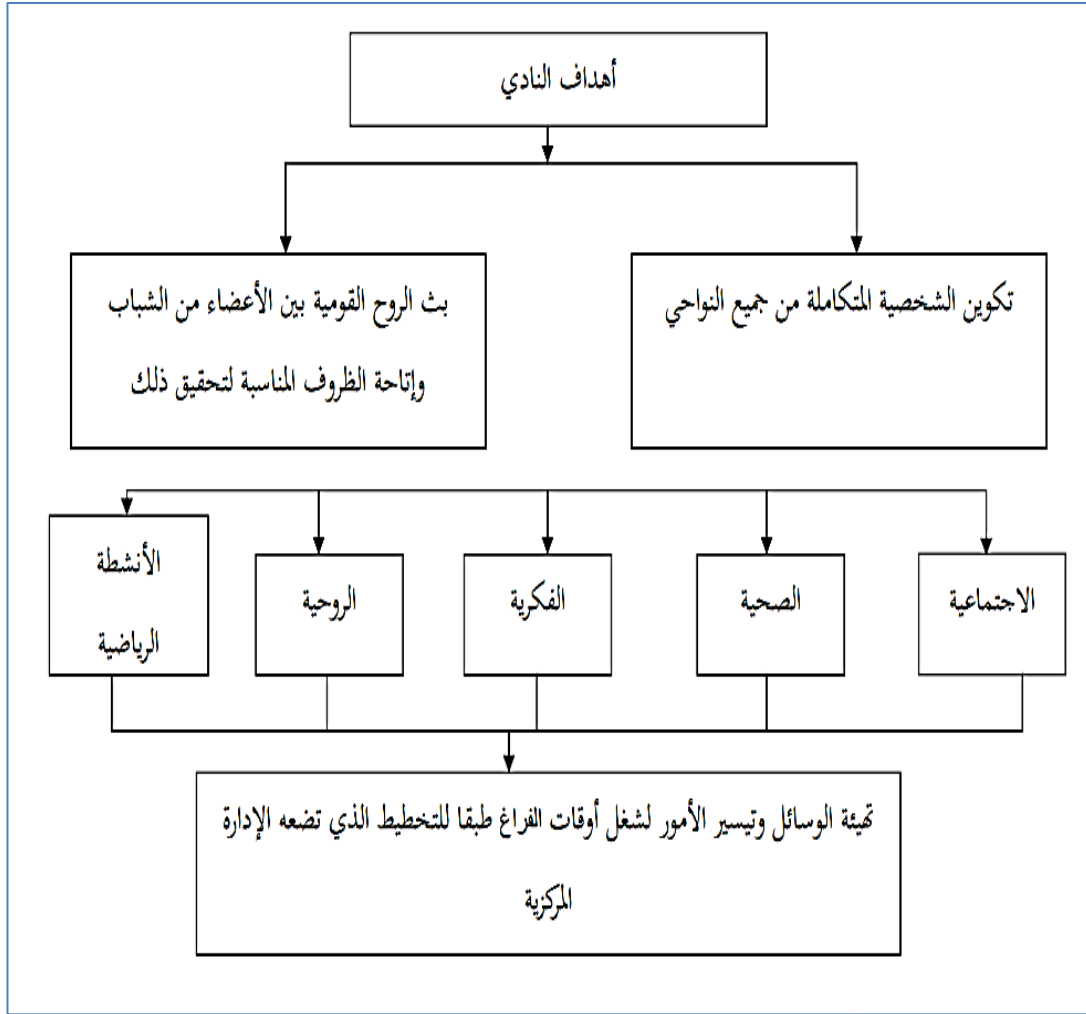 أهداف النادي
تكوين الشخصية المتكاملة من جميع النواحي
بث الروح القومية بين الأعضاء من الشباب
وإتاحة الظروف المناسبة لتحقيق ذلك
الاجتماعية
الصحية
الفكرية
الروحية
الأنشطة
الرياضية
تهيئة الوسائل وتيسير الأمور لشغل أوقات الفراغ طبقا للتخطيط الذي تضعه الإدارة
المركزية